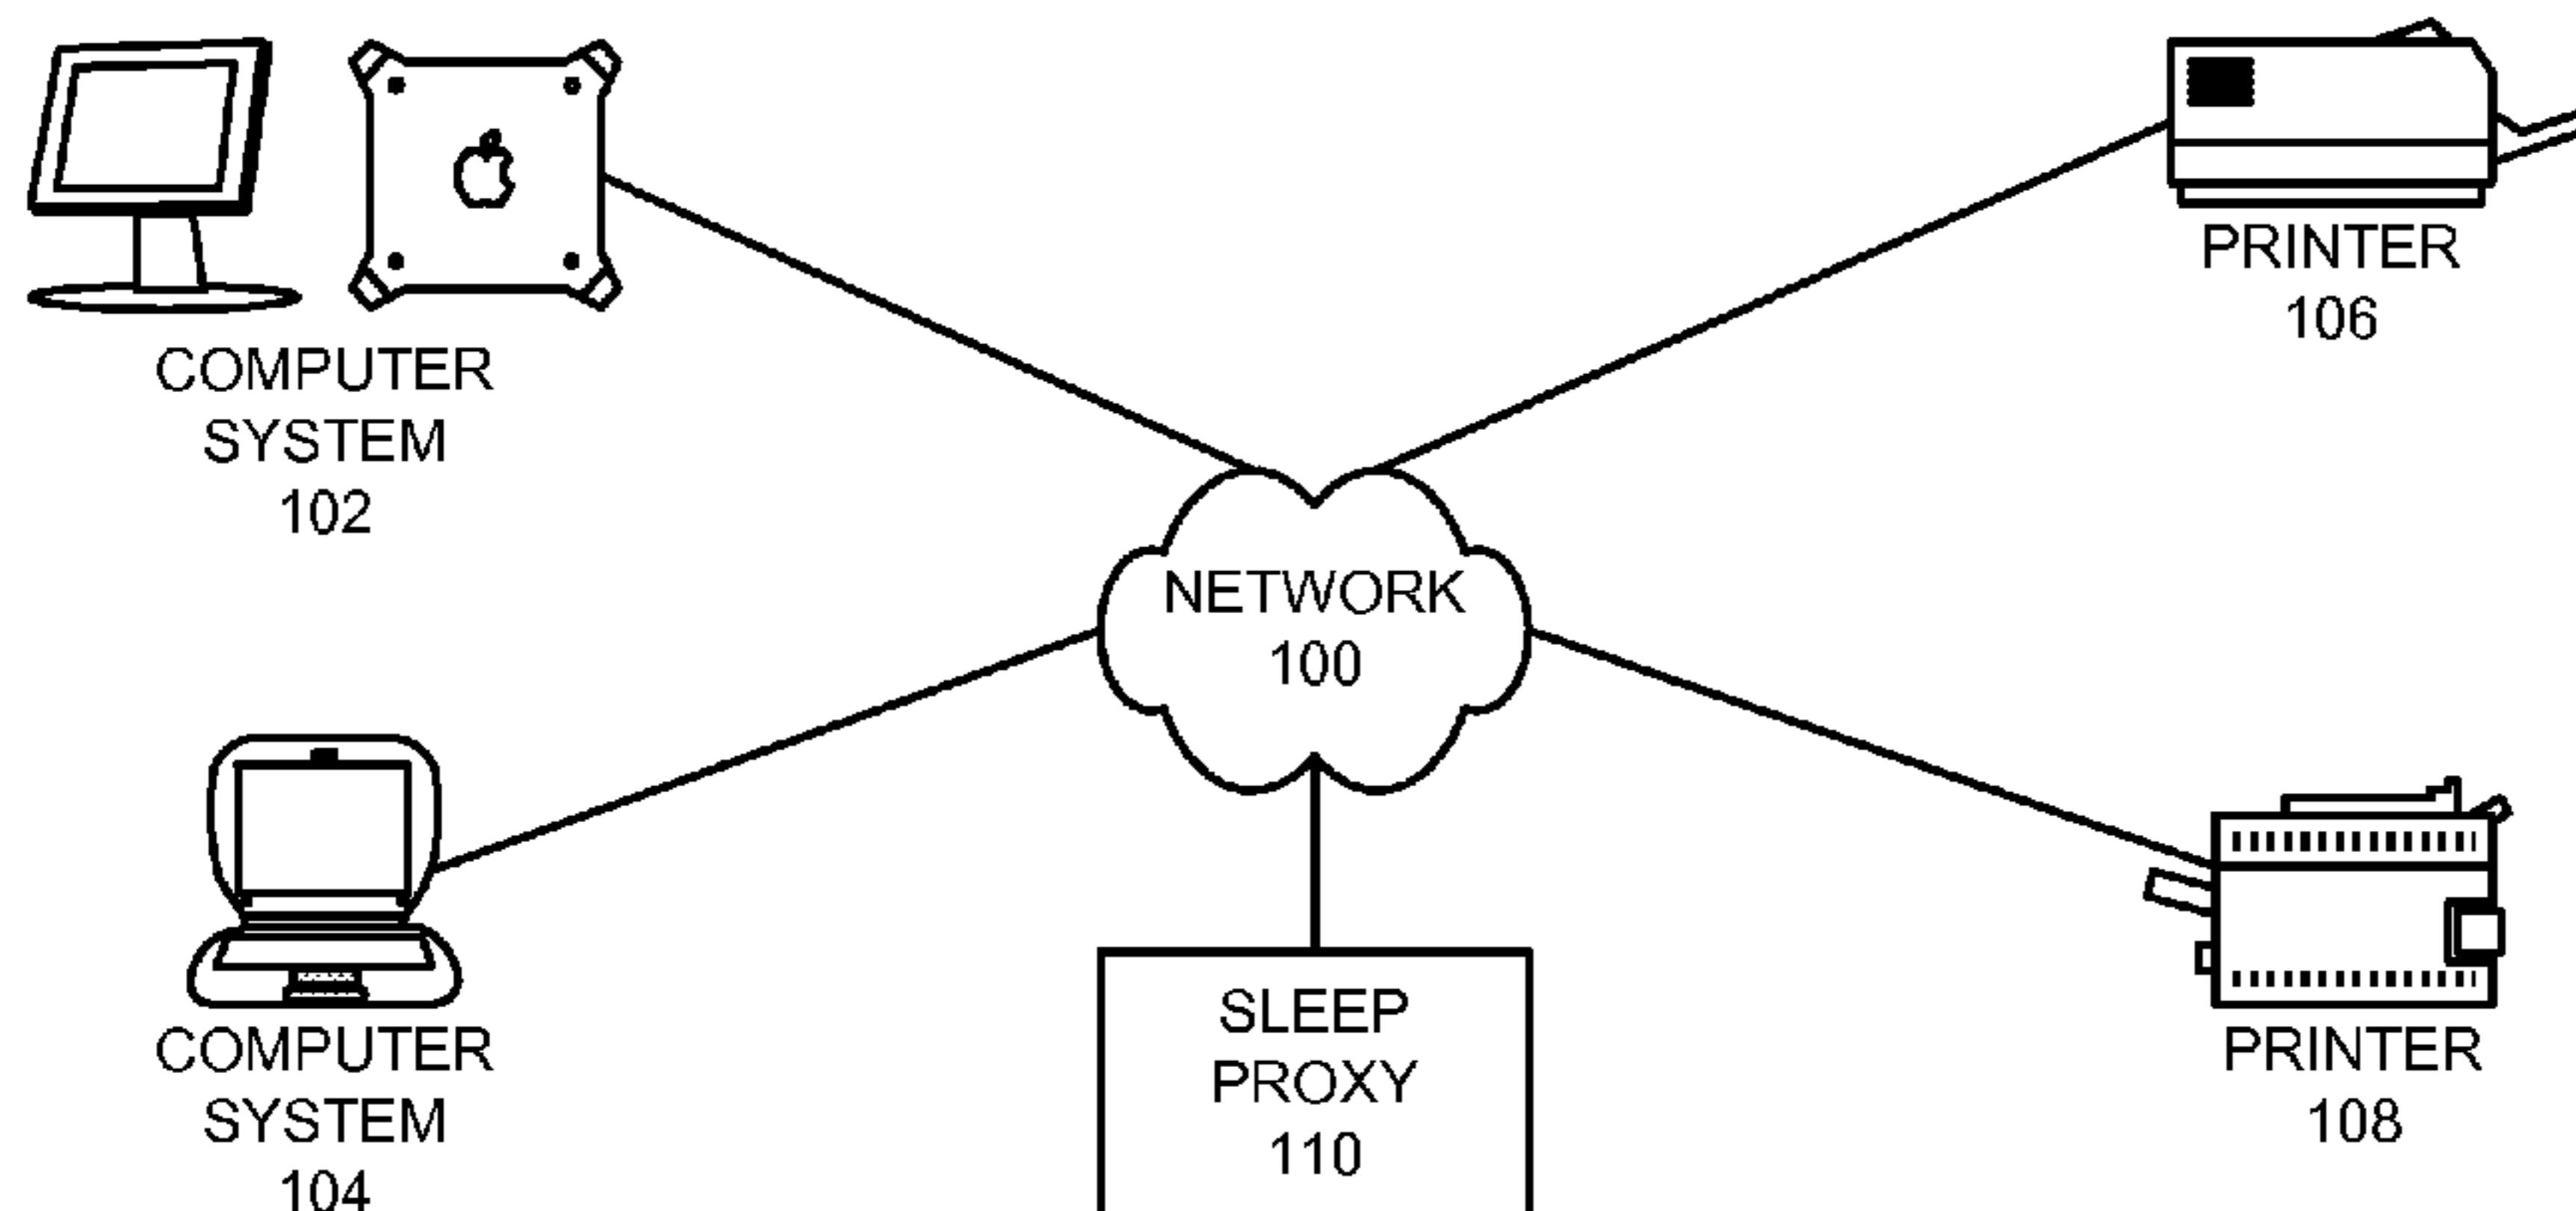 COMPUTER
SYSTEM
102
PRINTER
106
NETWORK
100
COMPUTER
SYSTEM
104
SLEEP
PROXY
110
PRINTER
108